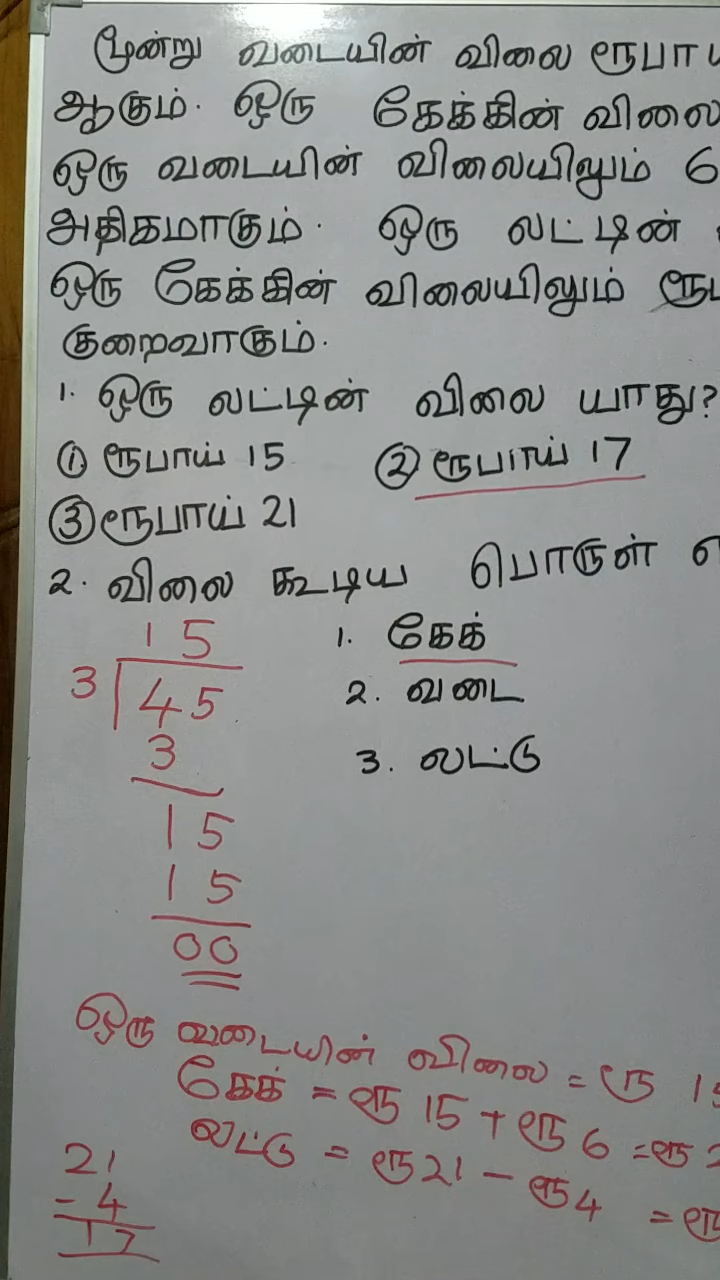 மூன்று வடையின் விலை ரூபாய்
ஆகும். ஒரு கேக்கின் விலை
ஒரு வடையின் விலையிலும் 6
அதிகமாகும். ஒரு லட்டின்
ஒரு கேக்கின் விலையிலும்
குறைவாகும்.
1. ஒரு லட்டின் விலை யாது?
① ரூபாய் 15 ② ரூபாய் 17
③ ரூபாய் 21
2. விலை கூடிய பொருள்
1. கேக்
2. வடை
3. லட்டு
15
3 45
3
15
15
00
ஒரு வடையின் விலை = ரூ 15
கேக் = ரூ 15 + ரூ 6 = ரூ
லட்டு = ரூ 21 - ரூ 4 = ரூ
21
- 4
17